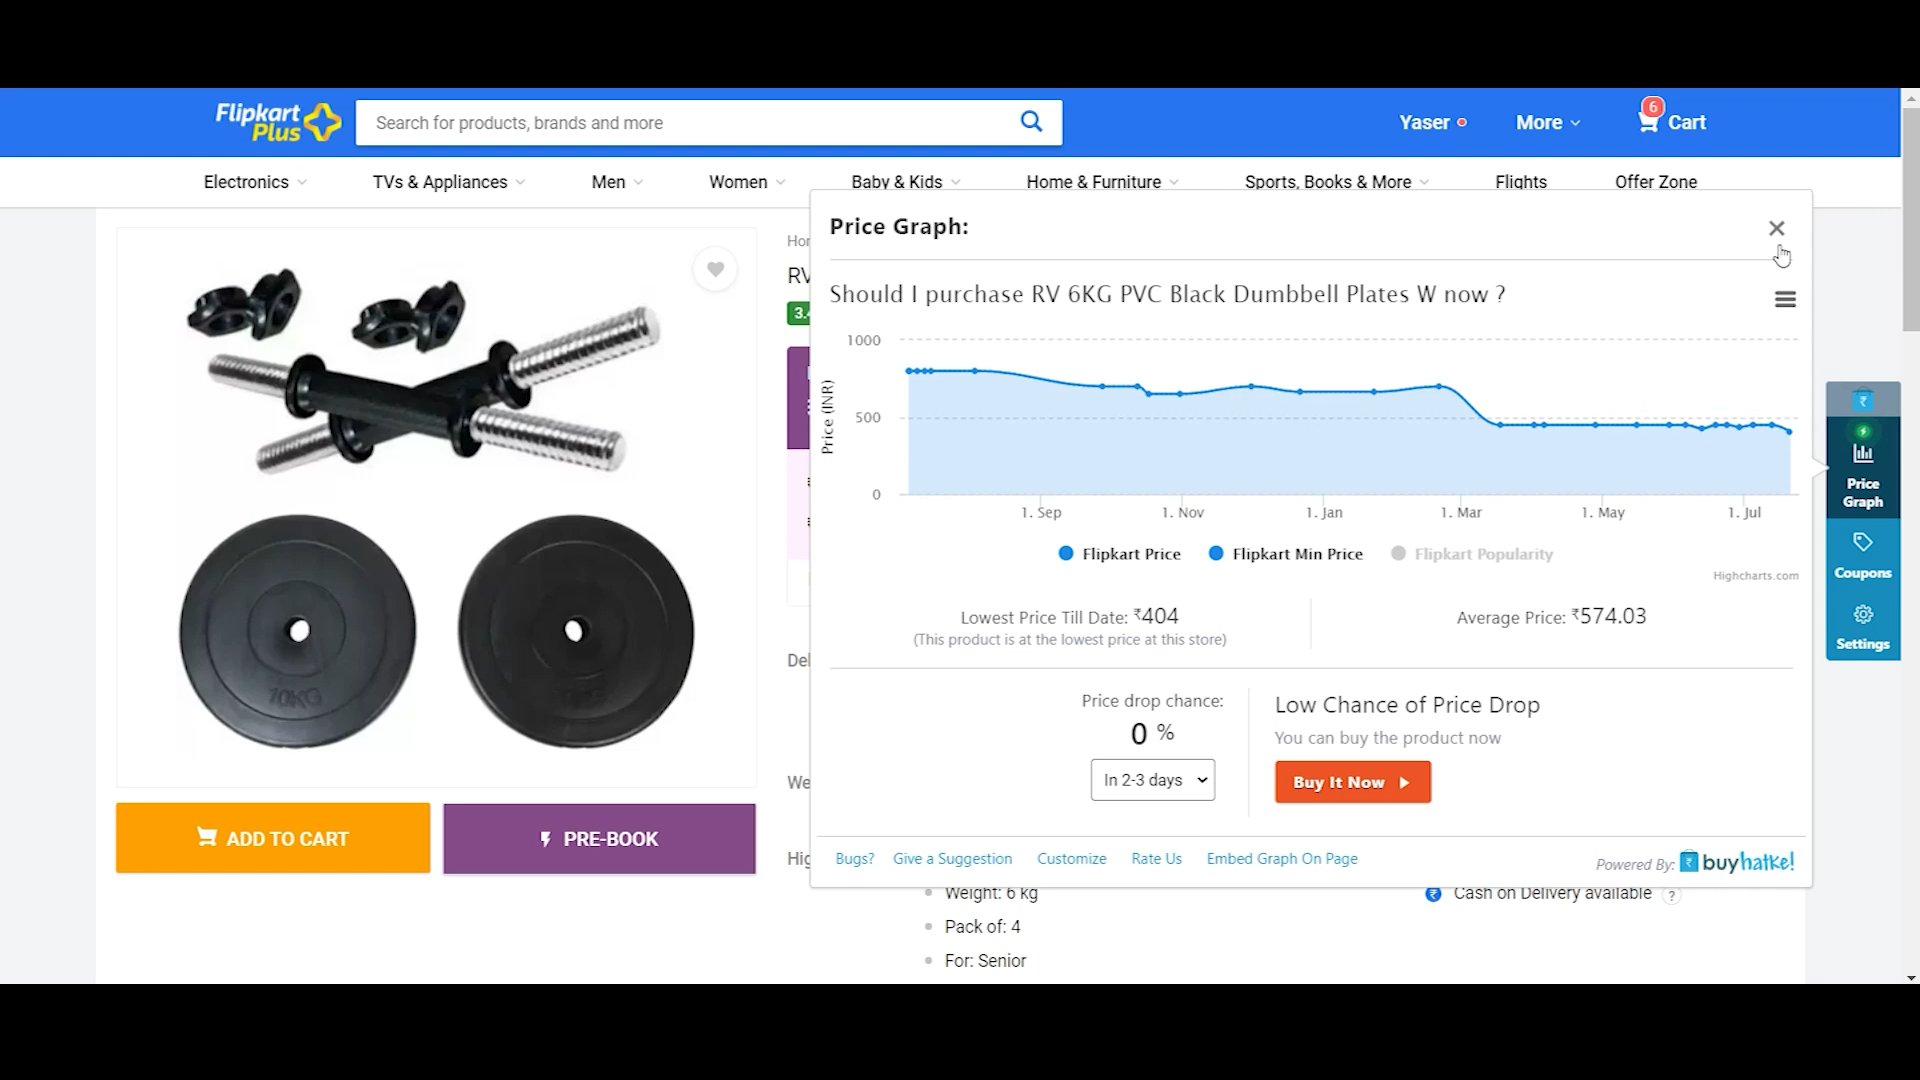 Flipkart
Plus
Search for products, brands and more
Yaser
More
6
Cart
Electronics
TVs & Appliances
Men
Women
Baby & Kids
Home & Furniture
Sports, Books & More
Flights
Offer Zone
Price Graph:
Should I purchase RV 6KG PVC Black Dumbbell Plates W now ?
RV
Price (INR)
1000
500
0
1. Sep
1. Nov
1. Jan
1. Mar
1. May
1. Jul
Flipkart Price
Flipkart Min Price
Flipkart Popularity
Highcharts.com
Lowest Price Till Date: ₹404
(This product is at the lowest price at this store)
Average Price: ₹574.03
Price drop chance:
0 %
In 2-3 days
Low Chance of Price Drop
You can buy the product now
Buy It Now
Bugs?
Give a Suggestion
Customize
Rate Us
Embed Graph On Page
Powered By: buyhatke!
Price
Graph
Coupons
Settings
10KG
ADD TO CART
PRE-BOOK
Weight: 6 kg
Pack of: 4
For: Senior
Cash on Delivery available ?